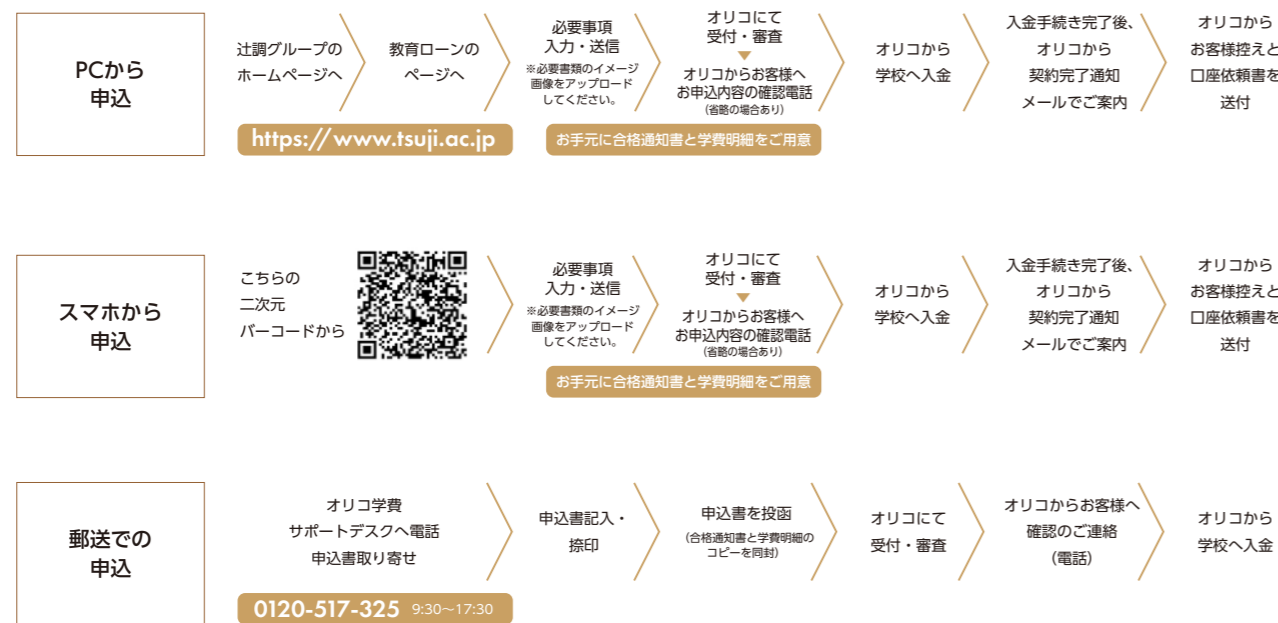 PCから
申込
辻調グループの
ホームページへ
教育ローンの
ページへ
必要事項
入力・送信
※必要書類のイメージ
画像をアップロード
してください。
オリコにて
受付・審査
オリコからお客様へ
お申込内容の確認電話
(省略の場合あり)
オリコから
学校へ入金
入金手続き完了後、
オリコから
契約完了通知
メールでご案内
オリコから
お客様控えと
口座依頼書を
送付
https://www.tsuji.ac.jp
お手元に合格通知書と学費明細をご用意
スマホから
申込
こちらの
二次元
バーコードから
必要事項
入力・送信
※必要書類のイメージ
画像をアップロード
してください。
オリコにて
受付・審査
オリコからお客様へ
お申込内容の確認電話
(省略の場合あり)
オリコから
学校へ入金
入金手続き完了後、
オリコから
契約完了通知
メールでご案内
オリコから
お客様控えと
口座依頼書を
送付
お手元に合格通知書と学費明細をご用意
郵送での
申込
オリコ学費
サポートデスクへ電話
申込書取り寄せ
申込書記入・
捺印
申込書を投函
(合格通知書と学費明細の
コピーを同封)
オリコにて
受付・審査
オリコからお客様へ
確認のご連絡
(電話)
オリコから
学校へ入金
0120-517-325 9:30〜17:30